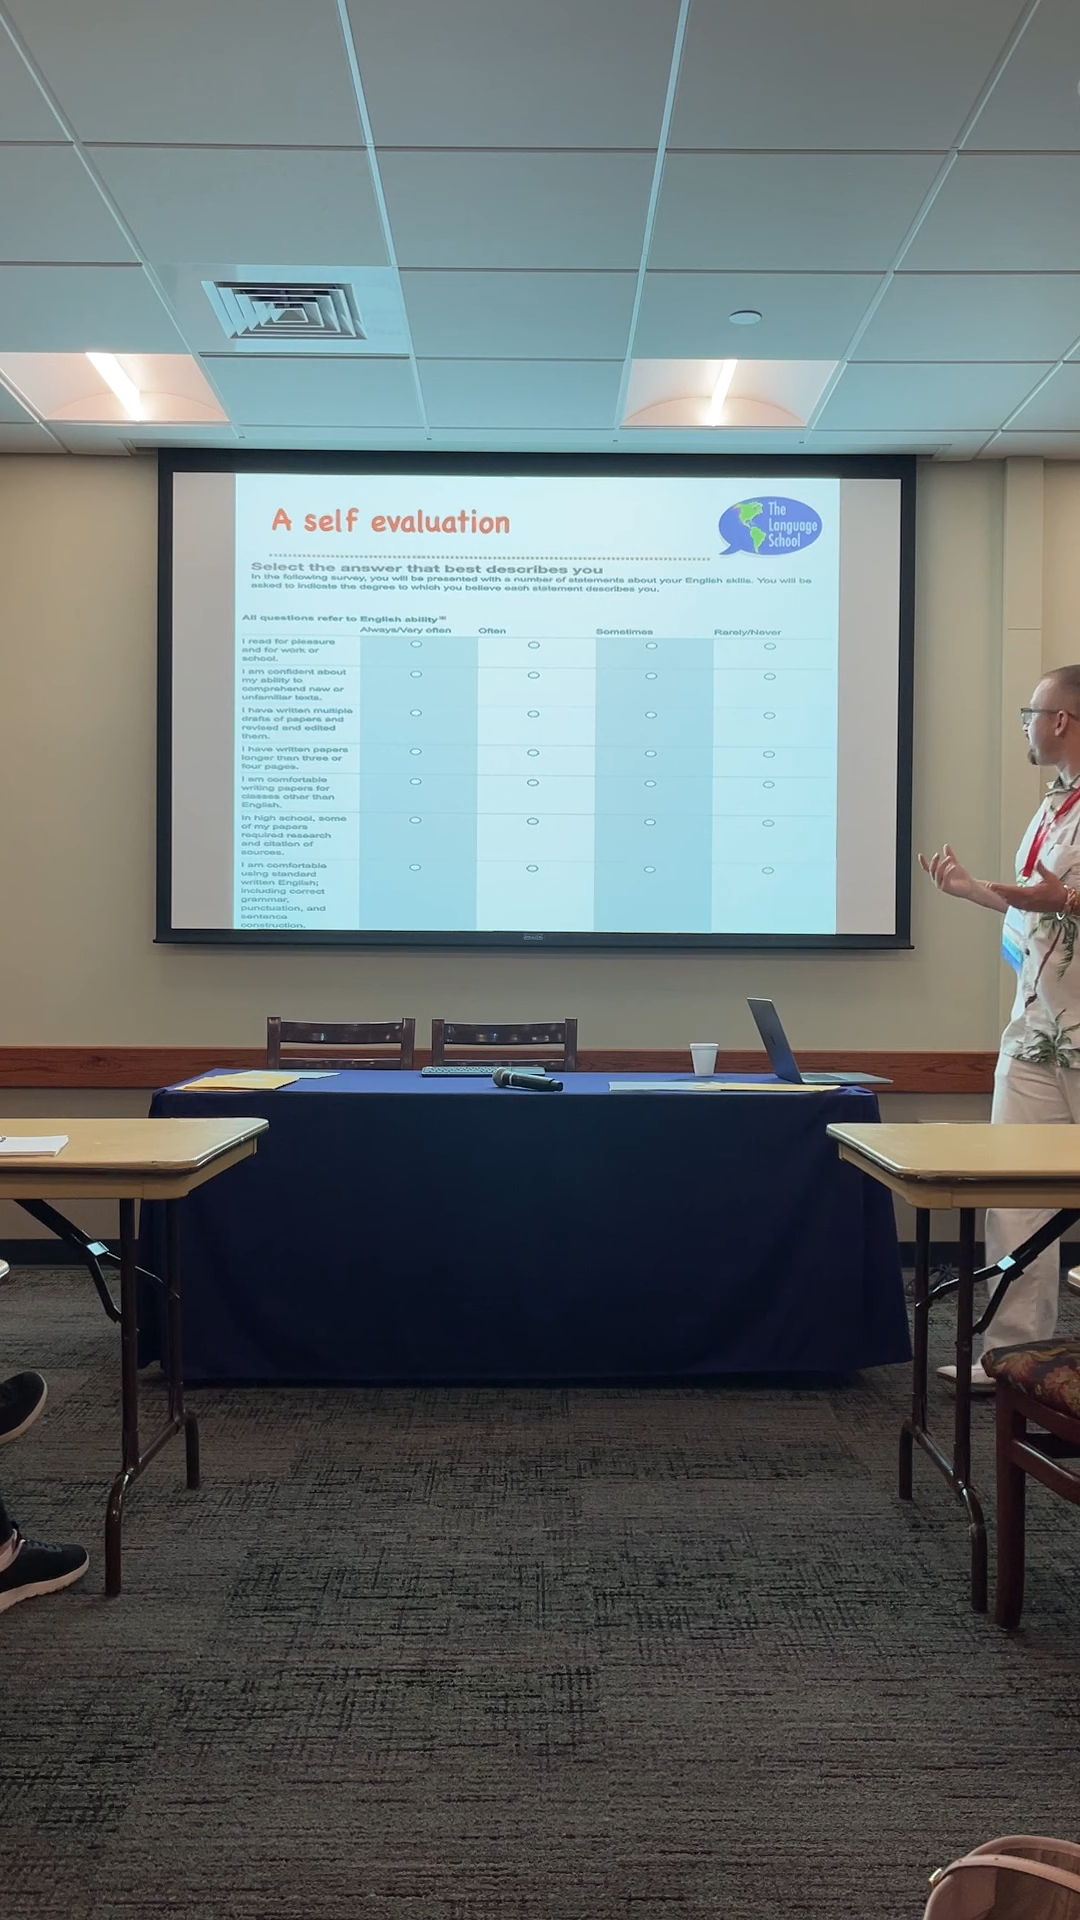 A self evaluation
The
Language
School
Select the answer that best describes you
In the following survey, you will be presented with a number of statements about your English skills. You will be
asked to indicate the degree to which you believe each statement describes you.
All questions refer to English ability*
Always/Very often Often Sometimes Rarely/Never
I read for pleasure
and for work or
school.
I am confident about
my ability to
comprehend new or
unfamiliar texts.
I have written multiple
drafts of papers and
revised and edited
them.
I have written papers
longer than three or
four pages.
I am comfortable
writing papers for
classes other than
English.
In high school, some
of my papers
required research
and citation of
sources.
I am comfortable
using standard
written English;
including correct
grammar,
punctuation, and
sentence
construction.